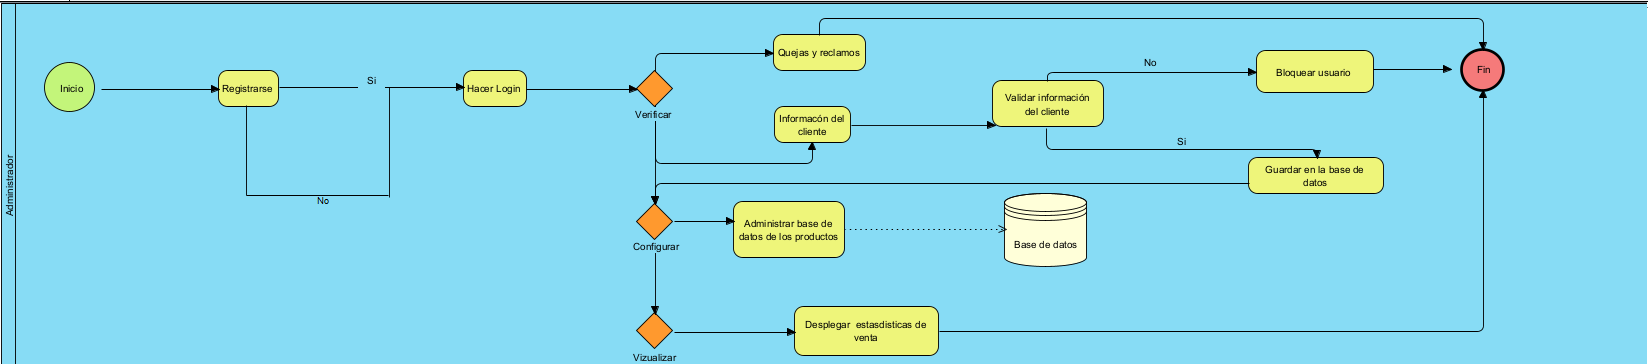 Administrador
Inicio
Registrarse
Si
No
Hacer Login
Verificar
Quejas y reclamos
Informacón del
cliente
Validar información
del cliente
No
Si
Bloquear usuario
Fin
Guardar en la base de
datos
Configurar
Administrar base de
datos de los productos
Base de datos
Vizualizar
Desplegar estasdisticas de
venta